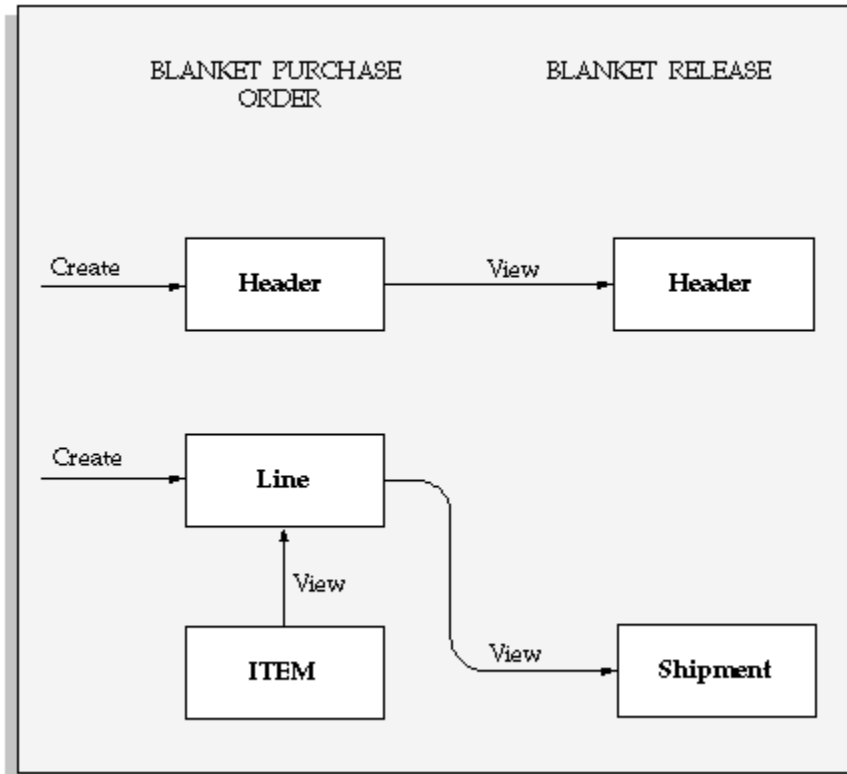 BLANKET PURCHASE
ORDER
BLANKET RELEASE
Create
Header
View
Header
Create
Line
View
ITEM
View
Shipment